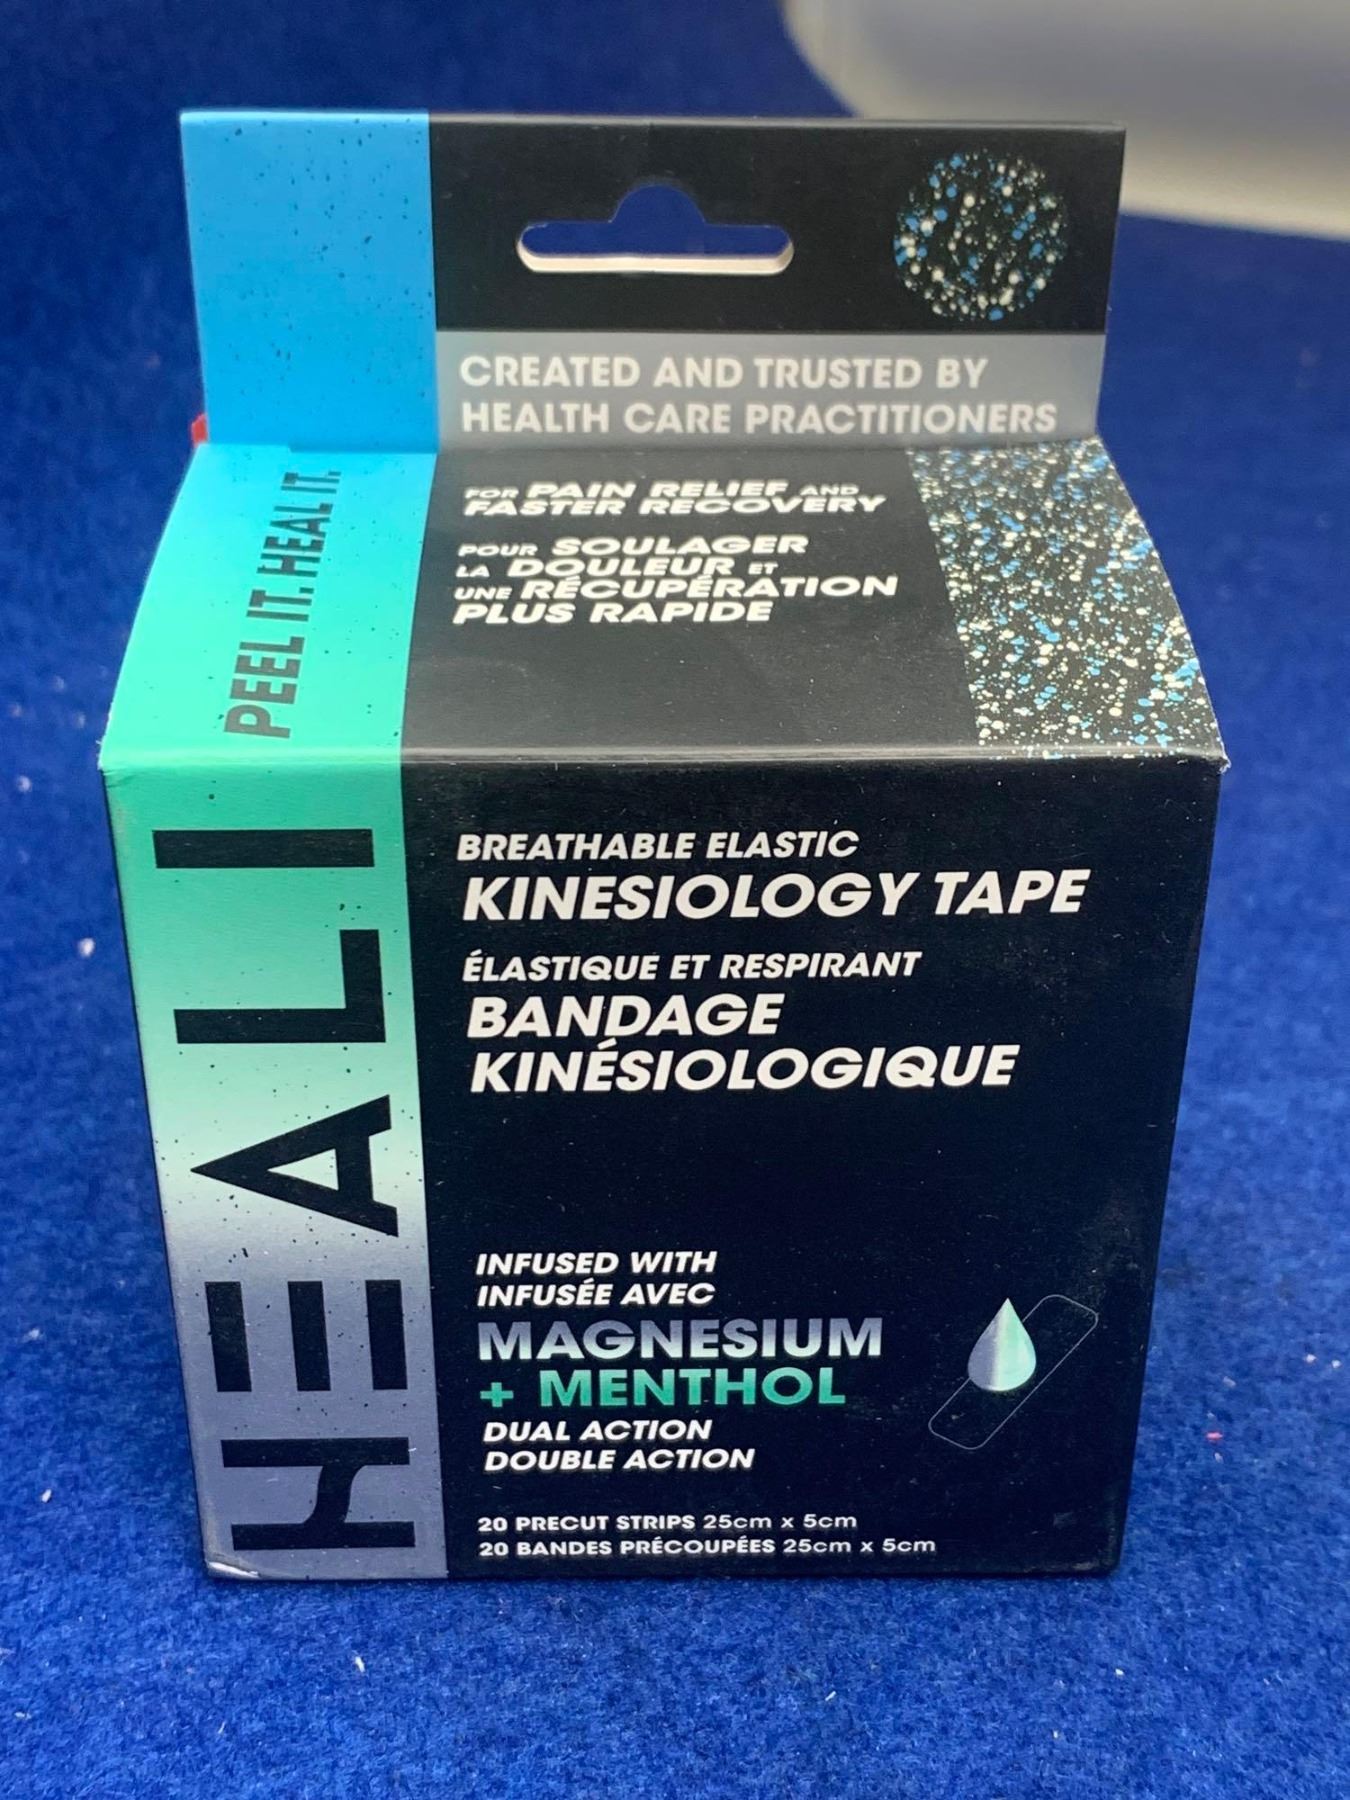 CREATED AND TRUSTED BY
HEALTH CARE PRACTITIONERS
PEEL IT. HEAL IT.
FOR PAIN RELIEF AND
FASTER RECOVERY
POUR SOULAGER
LA DOULEUR ET
UNE RÉCUPÉRATION
PLUS RAPIDE
HEALI
BREATHABLE ELASTIC
KINESIOLOGY TAPE
ÉLASTIQUE ET RESPIRANT
BANDAGE
KINÉSIOLOGIQUE
INFUSED WITH
INFUSÉE AVEC
MAGNESIUM
+ MENTHOL
DUAL ACTION
DOUBLE ACTION
20 PRECUT STRIPS 25cm x 5cm
20 BANDES PRÉCOUPÉES 25cm x 5cm